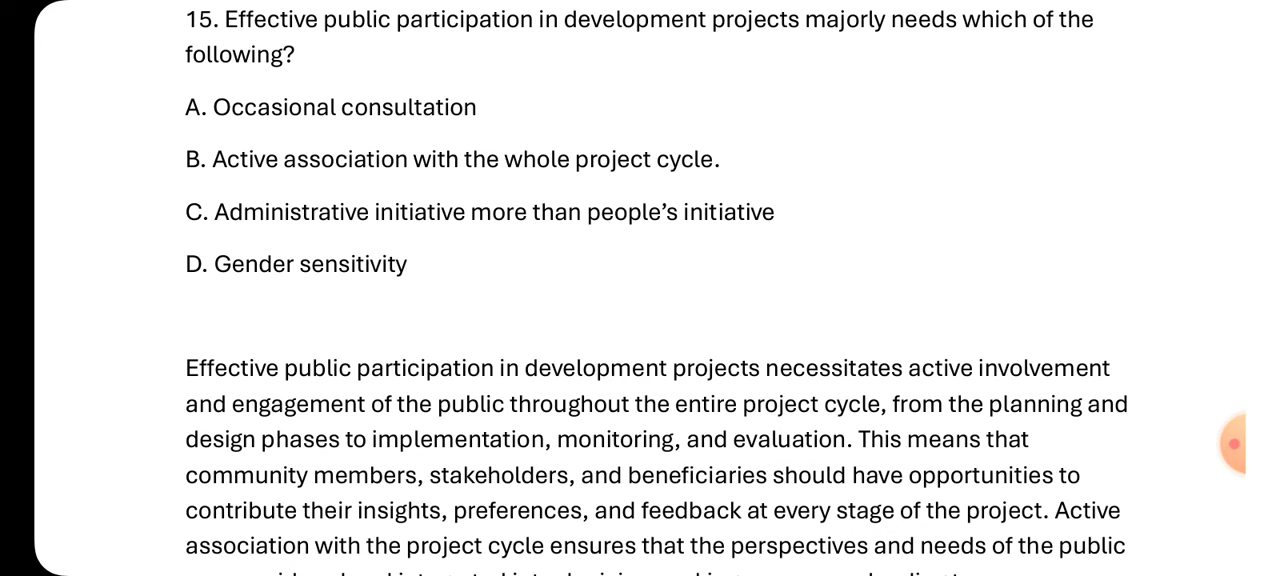 15. Effective public participation in development projects majorly needs which of the
following?
A. Occasional consultation
B. Active association with the whole project cycle.
C. Administrative initiative more than people’s initiative
D. Gender sensitivity
Effective public participation in development projects necessitates active involvement
and engagement of the public throughout the entire project cycle, from the planning and
design phases to implementation, monitoring, and evaluation. This means that
community members, stakeholders, and beneficiaries should have opportunities to
contribute their insights, preferences, and feedback at every stage of the project. Active
association with the project cycle ensures that the perspectives and needs of the public